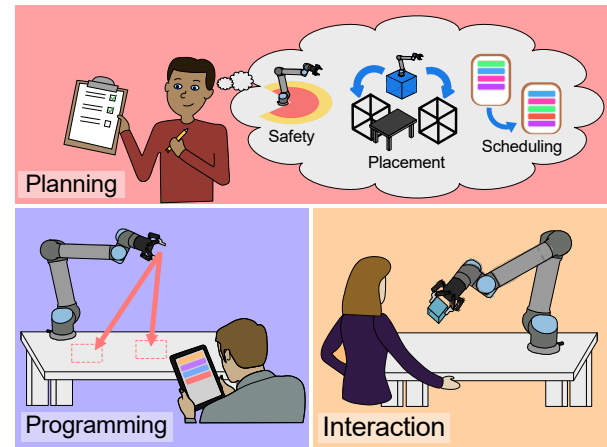 Safety
Placement
Scheduling
Planning
Programming
Interaction